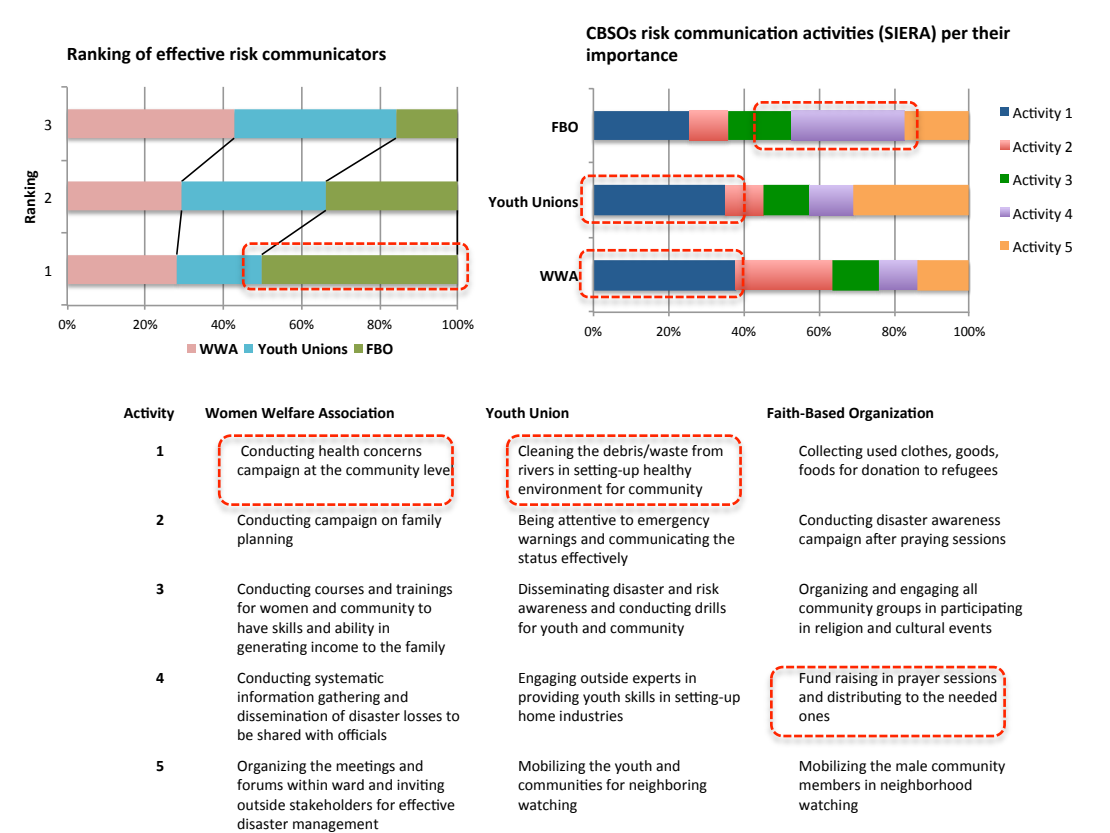 Ranking of effective risk communicators
Ranking
3
2
1
0%
20%
40%
60%
80%
100%
WWA
Youth Unions
FBO
CBSOs risk communication activities (SIERA) per their
importance
FBO
Youth Unions
WWA
0%
20%
40%
60%
80%
100%
Activity 1
Activity 2
Activity 3
Activity 4
Activity 5
Activity
Women Welfare Association
Youth Union
Faith-Based Organization
1
Conducting health concerns
campaign at the community level
Cleaning the debris/waste from
rivers in setting-up healthy
environment for community
Collecting used clothes, goods,
foods for donation to refugees
2
Conducting campaign on family
planning
Being attentive to emergency
warnings and communicating the
status effectively
Conducting disaster awareness
campaign after praying sessions
3
Conducting courses and trainings
for women and community to
have skills and ability in
generating income to the family
Disseminating disaster and risk
awareness and conducting drills
for youth and community
Organizing and engaging all
community groups in participating
in religion and cultural events
4
Conducting systematic
information gathering and
dissemination of disaster losses to
be shared with officials
Engaging outside experts in
providing youth skills in setting-up
home industries
Fund raising in prayer sessions
and distributing to the needed
ones
5
Organizing the meetings and
forums within ward and inviting
outside stakeholders for effective
disaster management
Mobilizing the youth and
communities for neighboring
watching
Mobilizing the male community
members in neighborhood
watching